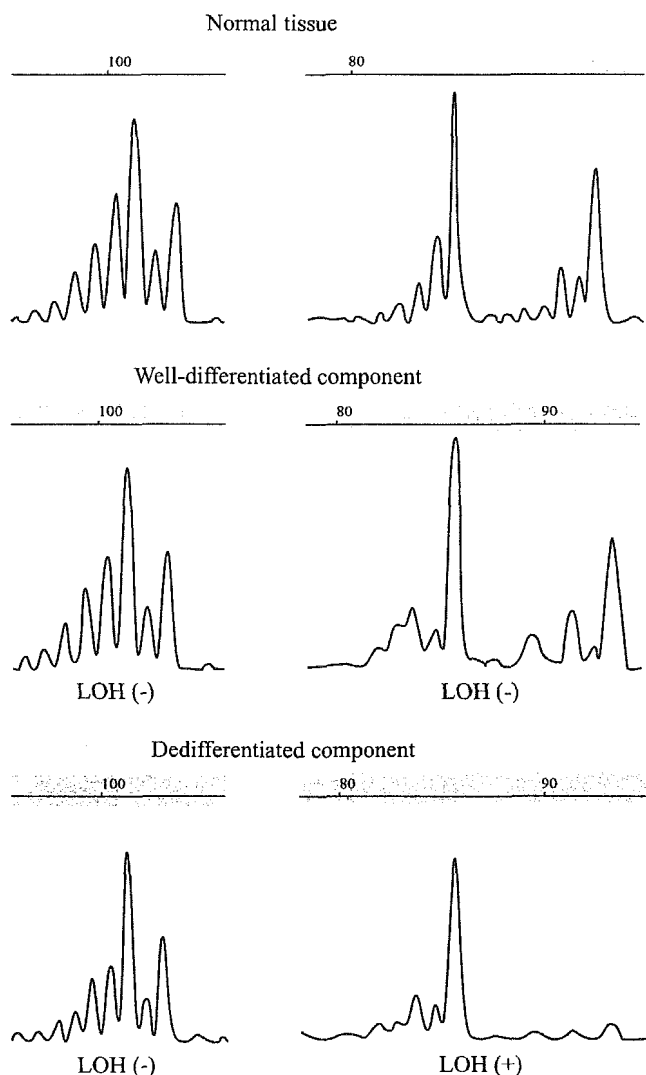 Normal tissue
100 80
Well-differentiated component
100 80 90
LOH (-) LOH (-)
Dedifferentiated component
100 80 90
LOH (-) LOH (+)